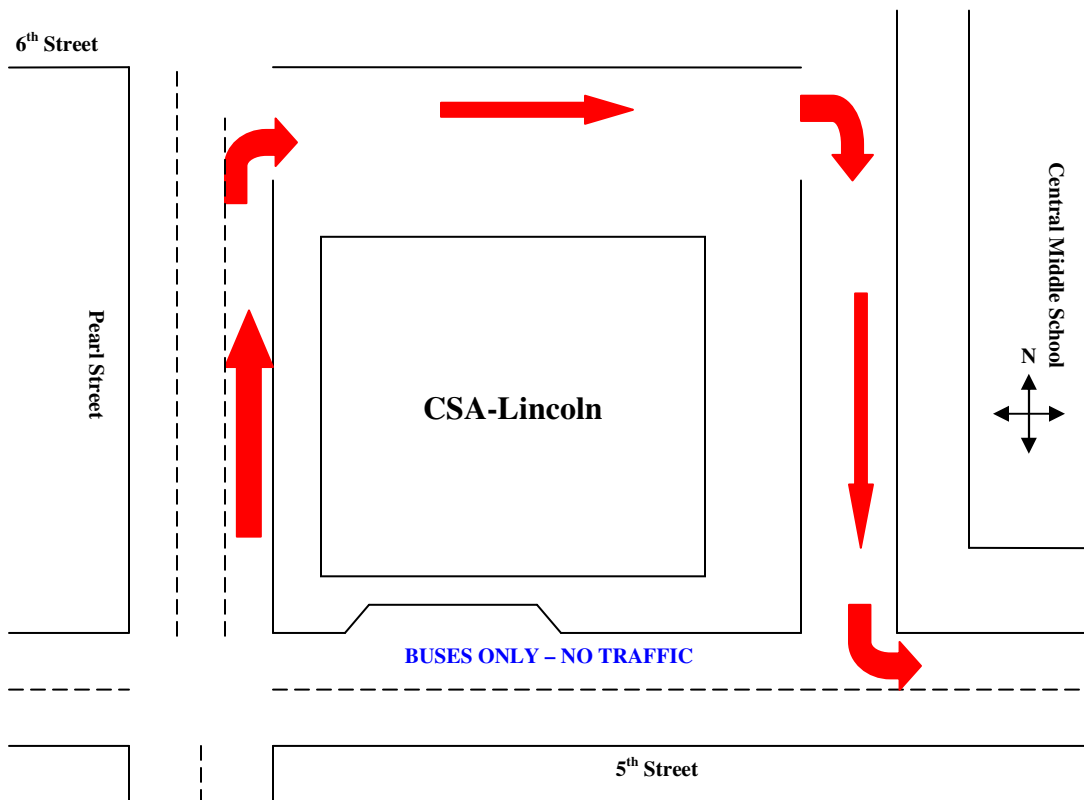 6th Street
Central Middle School
Pearl Street
N
CSA-Lincoln
BUSES ONLY – NO TRAFFIC
5th Street